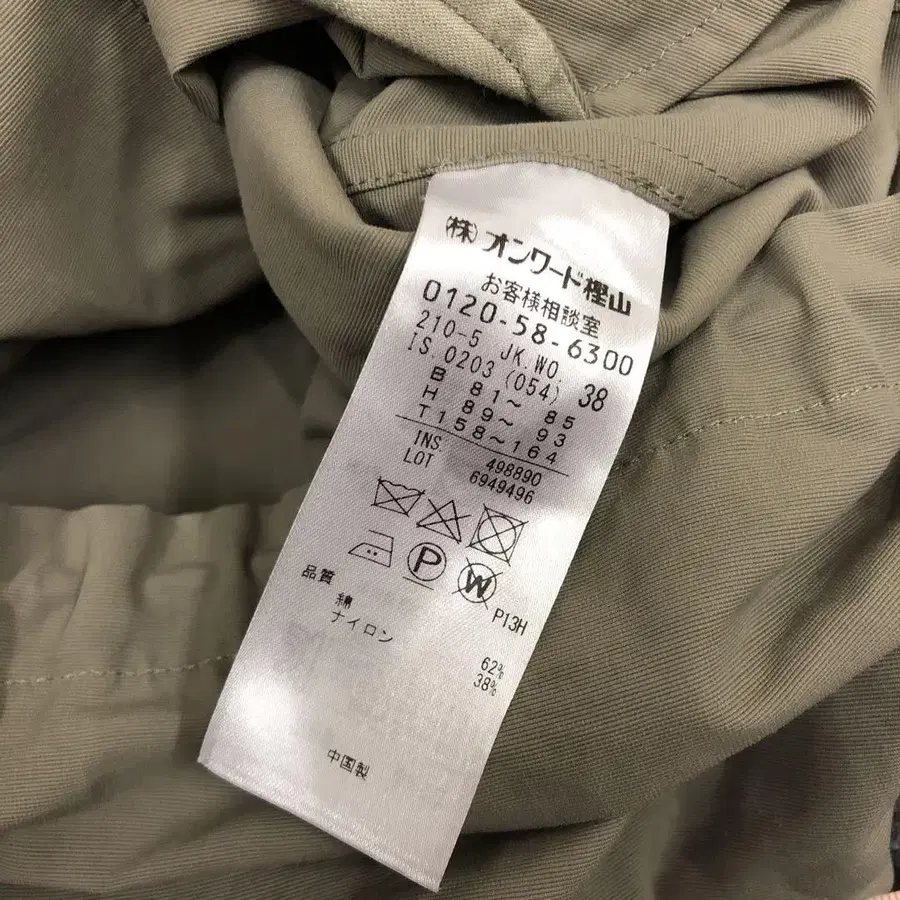 (株)オンワード樫山
お客様相談室
0120-58-6300
210-5 JK.WO.
IS.0203(054) 38
B 81~ 85
H 89~ 93
T158~164
INS. 498890
LOT 6949496
P
W
P13H
品質
綿 62%
ナイロン 38%
中国製